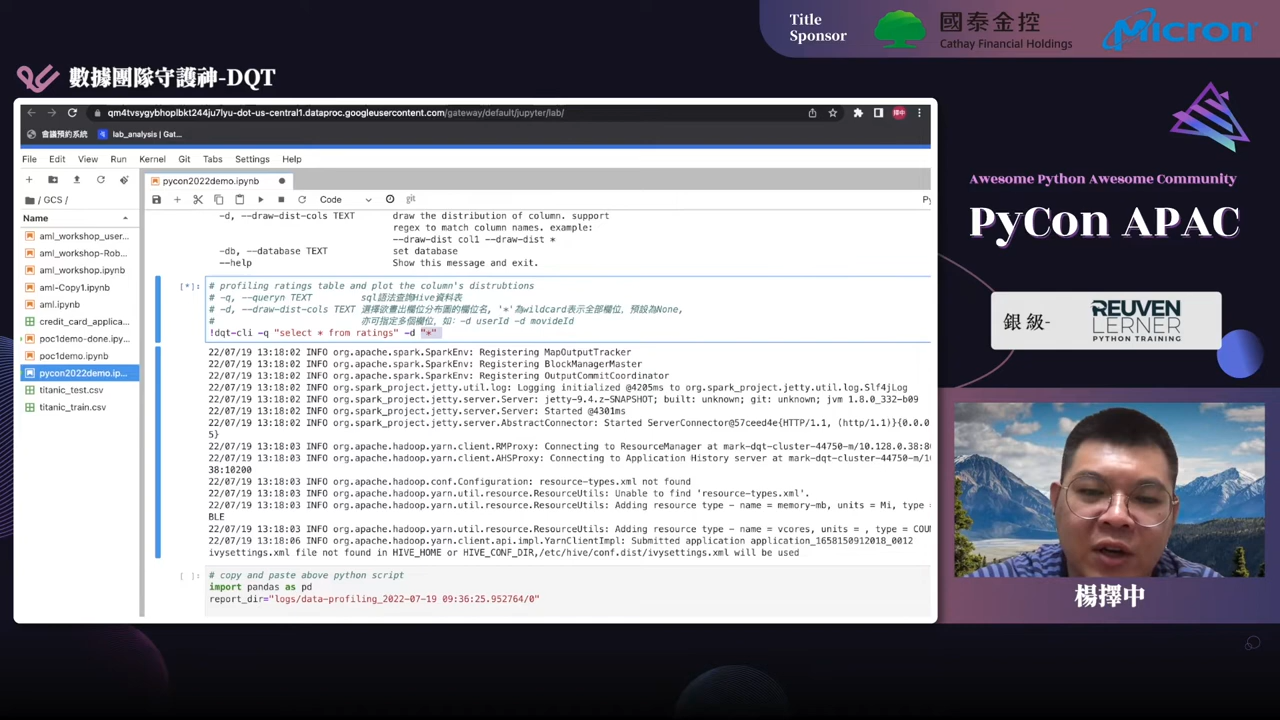 Title
Sponsor
國泰金控
Cathay Financial Holdings
Micron
數據團隊守護神-DQT
qm4tvsygybhoplbkt244ju7lyu-dot-us-central1.dataproc.googleusercontent.com/gateway/default/jupyter/lab/
擇中
會議預約系統
lab_analysis | Gat...
File Edit View Run Kernel Git Tabs Settings Help
pycon2022demo.ipynb
Code
git
Py
/ GCS /
Name
aml_workshop_user...
aml_workshop-Rob...
aml_workshop.ipynb
aml-Copy1.ipynb
aml.ipynb
credit_card_applica...
poc1demo-done.ipy...
poc1demo.ipynb
pycon2022demo.ip...
titanic_test.csv
titanic_train.csv
-d, --draw-dist-cols TEXT draw the distribution of column. support
regex to match column names. example:
--draw-dist col1 --draw-dist *
-db, --database TEXT set database
--help Show this message and exit.
[*]: # profiling ratings table and plot the column's distrubtions
# -q, --queryn TEXT sql語法查詢Hive資料表
# -d, --draw-dist-cols TEXT 選擇欲畫出欄位分布圖的欄位名, '*'為wildcard表示全部欄位, 預設為None,
# 亦可指定多個欄位, 如: -d userId -d movideId
!dqt-cli -q "select * from ratings" -d "*"
22/07/19 13:18:02 INFO org.apache.spark.SparkEnv: Registering MapOutputTracker
22/07/19 13:18:02 INFO org.apache.spark.SparkEnv: Registering BlockManagerMaster
22/07/19 13:18:02 INFO org.apache.spark.SparkEnv: Registering OutputCommitCoordinator
22/07/19 13:18:02 INFO org.spark_project.jetty.util.log: Logging initialized @4205ms to org.spark_project.jetty.util.log.Slf4jLog
22/07/19 13:18:02 INFO org.spark_project.jetty.server.Server: jetty-9.4.z-SNAPSHOT; built: unknown; git: unknown; jvm 1.8.0_332-b09
22/07/19 13:18:02 INFO org.spark_project.jetty.server.Server: Started @4301ms
22/07/19 13:18:02 INFO org.spark_project.jetty.server.AbstractConnector: Started ServerConnector@57ceed4e{HTTP/1.1, (http/1.1)}{0.0.0
5}
22/07/19 13:18:03 INFO org.apache.hadoop.yarn.client.RMProxy: Connecting to ResourceManager at mark-dqt-cluster-44750-m/10.128.0.38:80
22/07/19 13:18:03 INFO org.apache.hadoop.yarn.client.AHSProxy: Connecting to Application History server at mark-dqt-cluster-44750-m/
38:10200
22/07/19 13:18:03 INFO org.apache.hadoop.conf.Configuration: resource-types.xml not found
22/07/19 13:18:03 INFO org.apache.hadoop.yarn.util.resource.ResourceUtils: Unable to find 'resource-types.xml'.
22/07/19 13:18:03 INFO org.apache.hadoop.yarn.util.resource.ResourceUtils: Adding resource type - name = memory-mb, units = Mi, type =
BLE
22/07/19 13:18:03 INFO org.apache.hadoop.yarn.util.resource.ResourceUtils: Adding resource type - name = vcores, units = , type = COUN
22/07/19 13:18:06 INFO org.apache.hadoop.yarn.client.api.impl.YarnClientImpl: Submitted application application_1658150912018_0012
ivysettings.xml file not found in HIVE_HOME or HIVE_CONF_DIR,/etc/hive/conf.dist/ivysettings.xml will be used
[ ]: # copy and paste above python script
import pandas as pd
report_dir="logs/data-profiling_2022-07-19 09:36:25.952764/0"
Awesome Python Awesome Community
PyCon APAC
銀級-
REUVEN
LERNER
PYTHON TRAINING
楊擇中